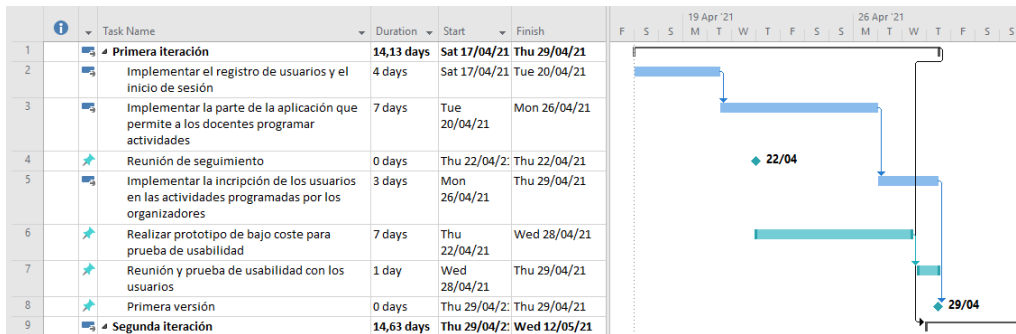 19 Apr '21 26 Apr '21
Task Name Duration Start Finish F S S M T W T F S S M T W T F S S
1 Primera iteración 14,13 days Sat 17/04/21 Thu 29/04/21
2 Implementar el registro de usuarios y el 4 days Sat 17/04/21 Tue 20/04/21
inicio de sesión
3 Implementar la parte de la aplicación que 7 days Tue Mon 26/04/21
permite a los docentes programar 20/04/21
actividades
4 Reunión de seguimiento 0 days Thu 22/04/2 Thu 22/04/21 22/04
5 Implementar la incripción de los usuarios 3 days Mon Thu 29/04/21
en las actividades programadas por los 26/04/21
organizadores
6 Realizar prototipo de bajo coste para 7 days Thu Wed 28/04/21
prueba de usabilidad 22/04/21
7 Reunión y prueba de usabilidad con los 1 day Wed Thu 29/04/21
usuarios 28/04/21
8 Primera versión 0 days Thu 29/04/2 Thu 29/04/21 29/04
9 Segunda iteración 14,63 days Thu 29/04/2 Wed 12/05/21